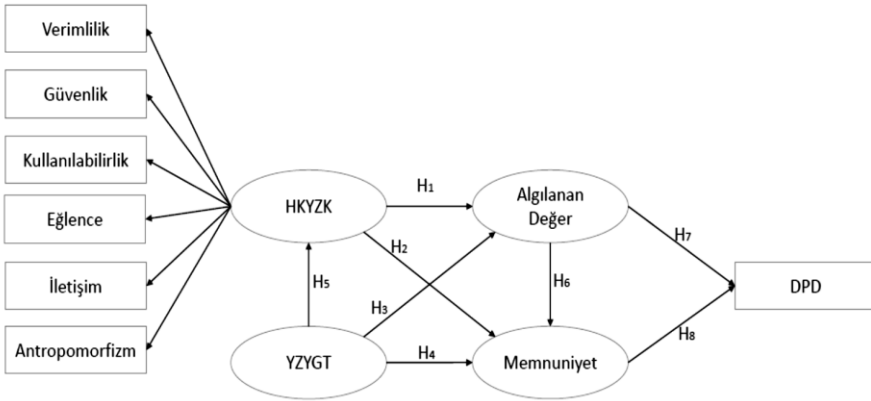 Verimlilik
Güvenlik
Kullanılabilirlik
Eğlence
İletişim
Antropomorfizm
HKYZK
YZYGT
H₁
H₂
H₅
H₃
H₄
Algılanan
Değer
H₆
Memnuniyet
H₇
H₈
DPD